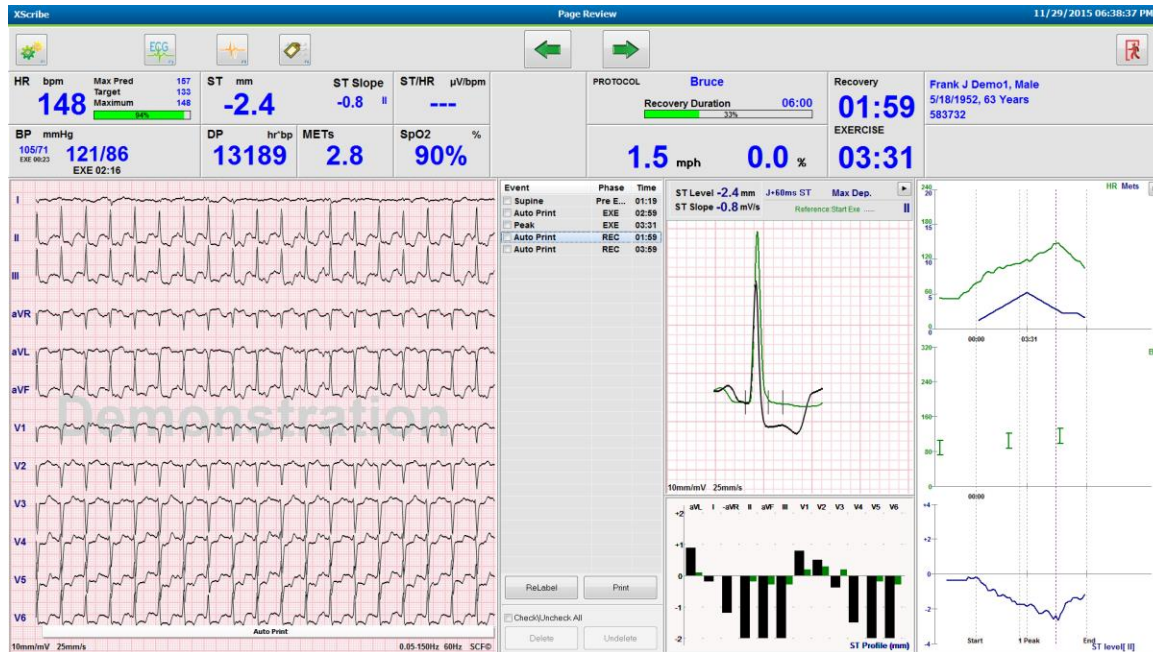 XScribe Page Review 11/29/2015 06:38:37 PM
ECG
HR bpm Max Pred 157
Target 133
Maximum 148
148
94%
ST mm ST Slope
-2.4 -0.8 II
ST/HR µV/bpm
---
PROTOCOL Bruce
Recovery Duration 06:00
33%
Recovery
01:59
Frank J Demo1, Male
5/18/1952, 63 Years
583732
BP mmHg
105/71
EXE 00:23
121/86
EXE 02:16
DP hr*bp
13189
METs
2.8
SpO2 %
90%
1.5 mph 0.0 %
EXERCISE
03:31
I
II
III
aVR
aVL
aVF
V1
V2
V3
V4
V5
V6
Demonstration
Auto Print
10mm/mV 25mm/s 0.05-150Hz 60Hz SCF©
Event Phase Time
Supine Pre E... 01:19
Auto Print EXE 02:59
Peak EXE 03:31
Auto Print REC 01:59
Auto Print REC 03:59
ReLabel Print
Check\Uncheck All
Delete Undelete
ST Level -2.4 mm J+60ms ST Max Dep.
ST Slope -0.8 mV/s Reference:Start Exe ..... II
10mm/mV 25mm/s
aVL I -aVR II aVF III V1 V2 V3 V4 V5 V6
+2
+1
0
-1
-2
ST Profile (mm)
HR Mets
240
20
180
15
120
10
60
5
0
0
00:00 03:31
320
240
160
80
0
00:00
+4
+2
0
-2
-4
Start 1 Peak End
ST level[ II]